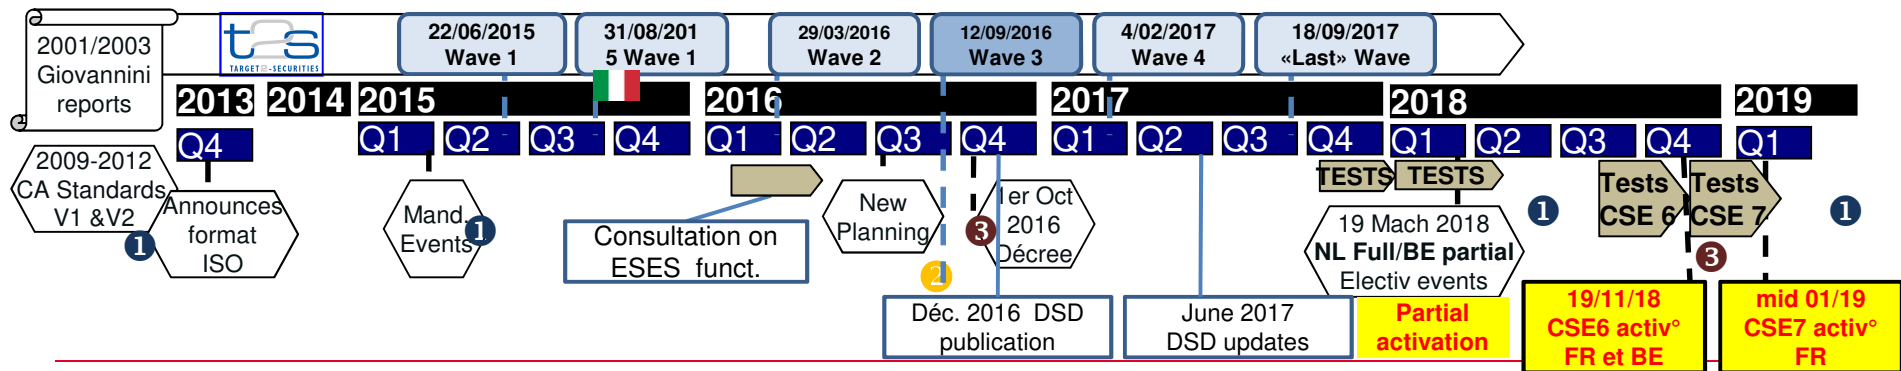 2001/2003
Giovannini
reports
t2s
TARGET2-SECURITIES
22/06/2015
Wave 1
31/08/201
5 Wave 1
29/03/2016
Wave 2
12/09/2016
Wave 3
4/02/2017
Wave 4
18/09/2017
«Last» Wave
2013 2014 2015 2016 2017 2018 2019
Q4 Q1 Q2 Q3 Q4 Q1 Q2 Q3 Q4 Q1 Q2 Q3 Q4 Q1 Q2 Q3 Q4 Q1
2009-2012
CA Standards
V1 &V2
1
Announces
format
ISO
Mand.
Events
1
Consultation on
ESES funct.
New
Planning
2
3
1er Oct
2016
Décree
Déc. 2016 DSD
publication
June 2017
DSD updates
TESTS
TESTS
19 Mach 2018
NL Full/BE partial
Electiv events
Partial
activation
1
Tests
CSE 6
Tests
CSE 7
3
1
19/11/18
CSE6 activ°
FR et BE
mid 01/19
CSE7 activ°
FR